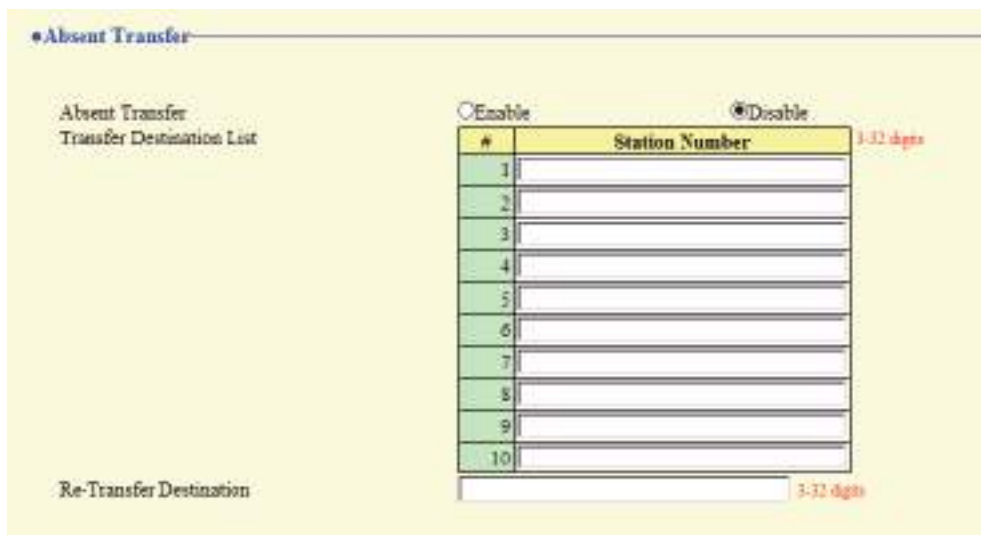 •Absent Transfer
Absent Transfer Enable Disable
Transfer Destination List # Station Number 3-32 digits
1
2
3
4
5
6
7
8
9
10
Re-Transfer Destination 3-32 digits